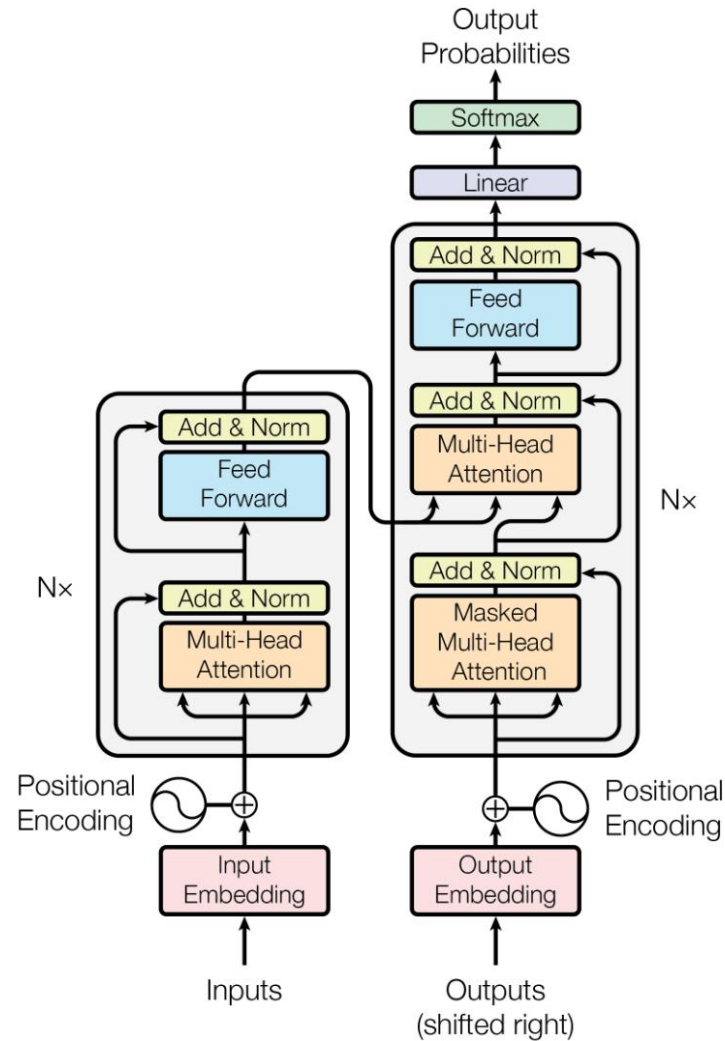 Output
Probabilities
Softmax
Linear
Add & Norm
Feed
Forward
Add & Norm
Multi-Head
Attention
Nx
Add & Norm
Masked
Multi-Head
Attention
Add & Norm
Feed
Forward
Nx
Add & Norm
Multi-Head
Attention
Positional
Encoding
Positional
Encoding
Input
Embedding
Output
Embedding
Inputs
Outputs
(shifted right)